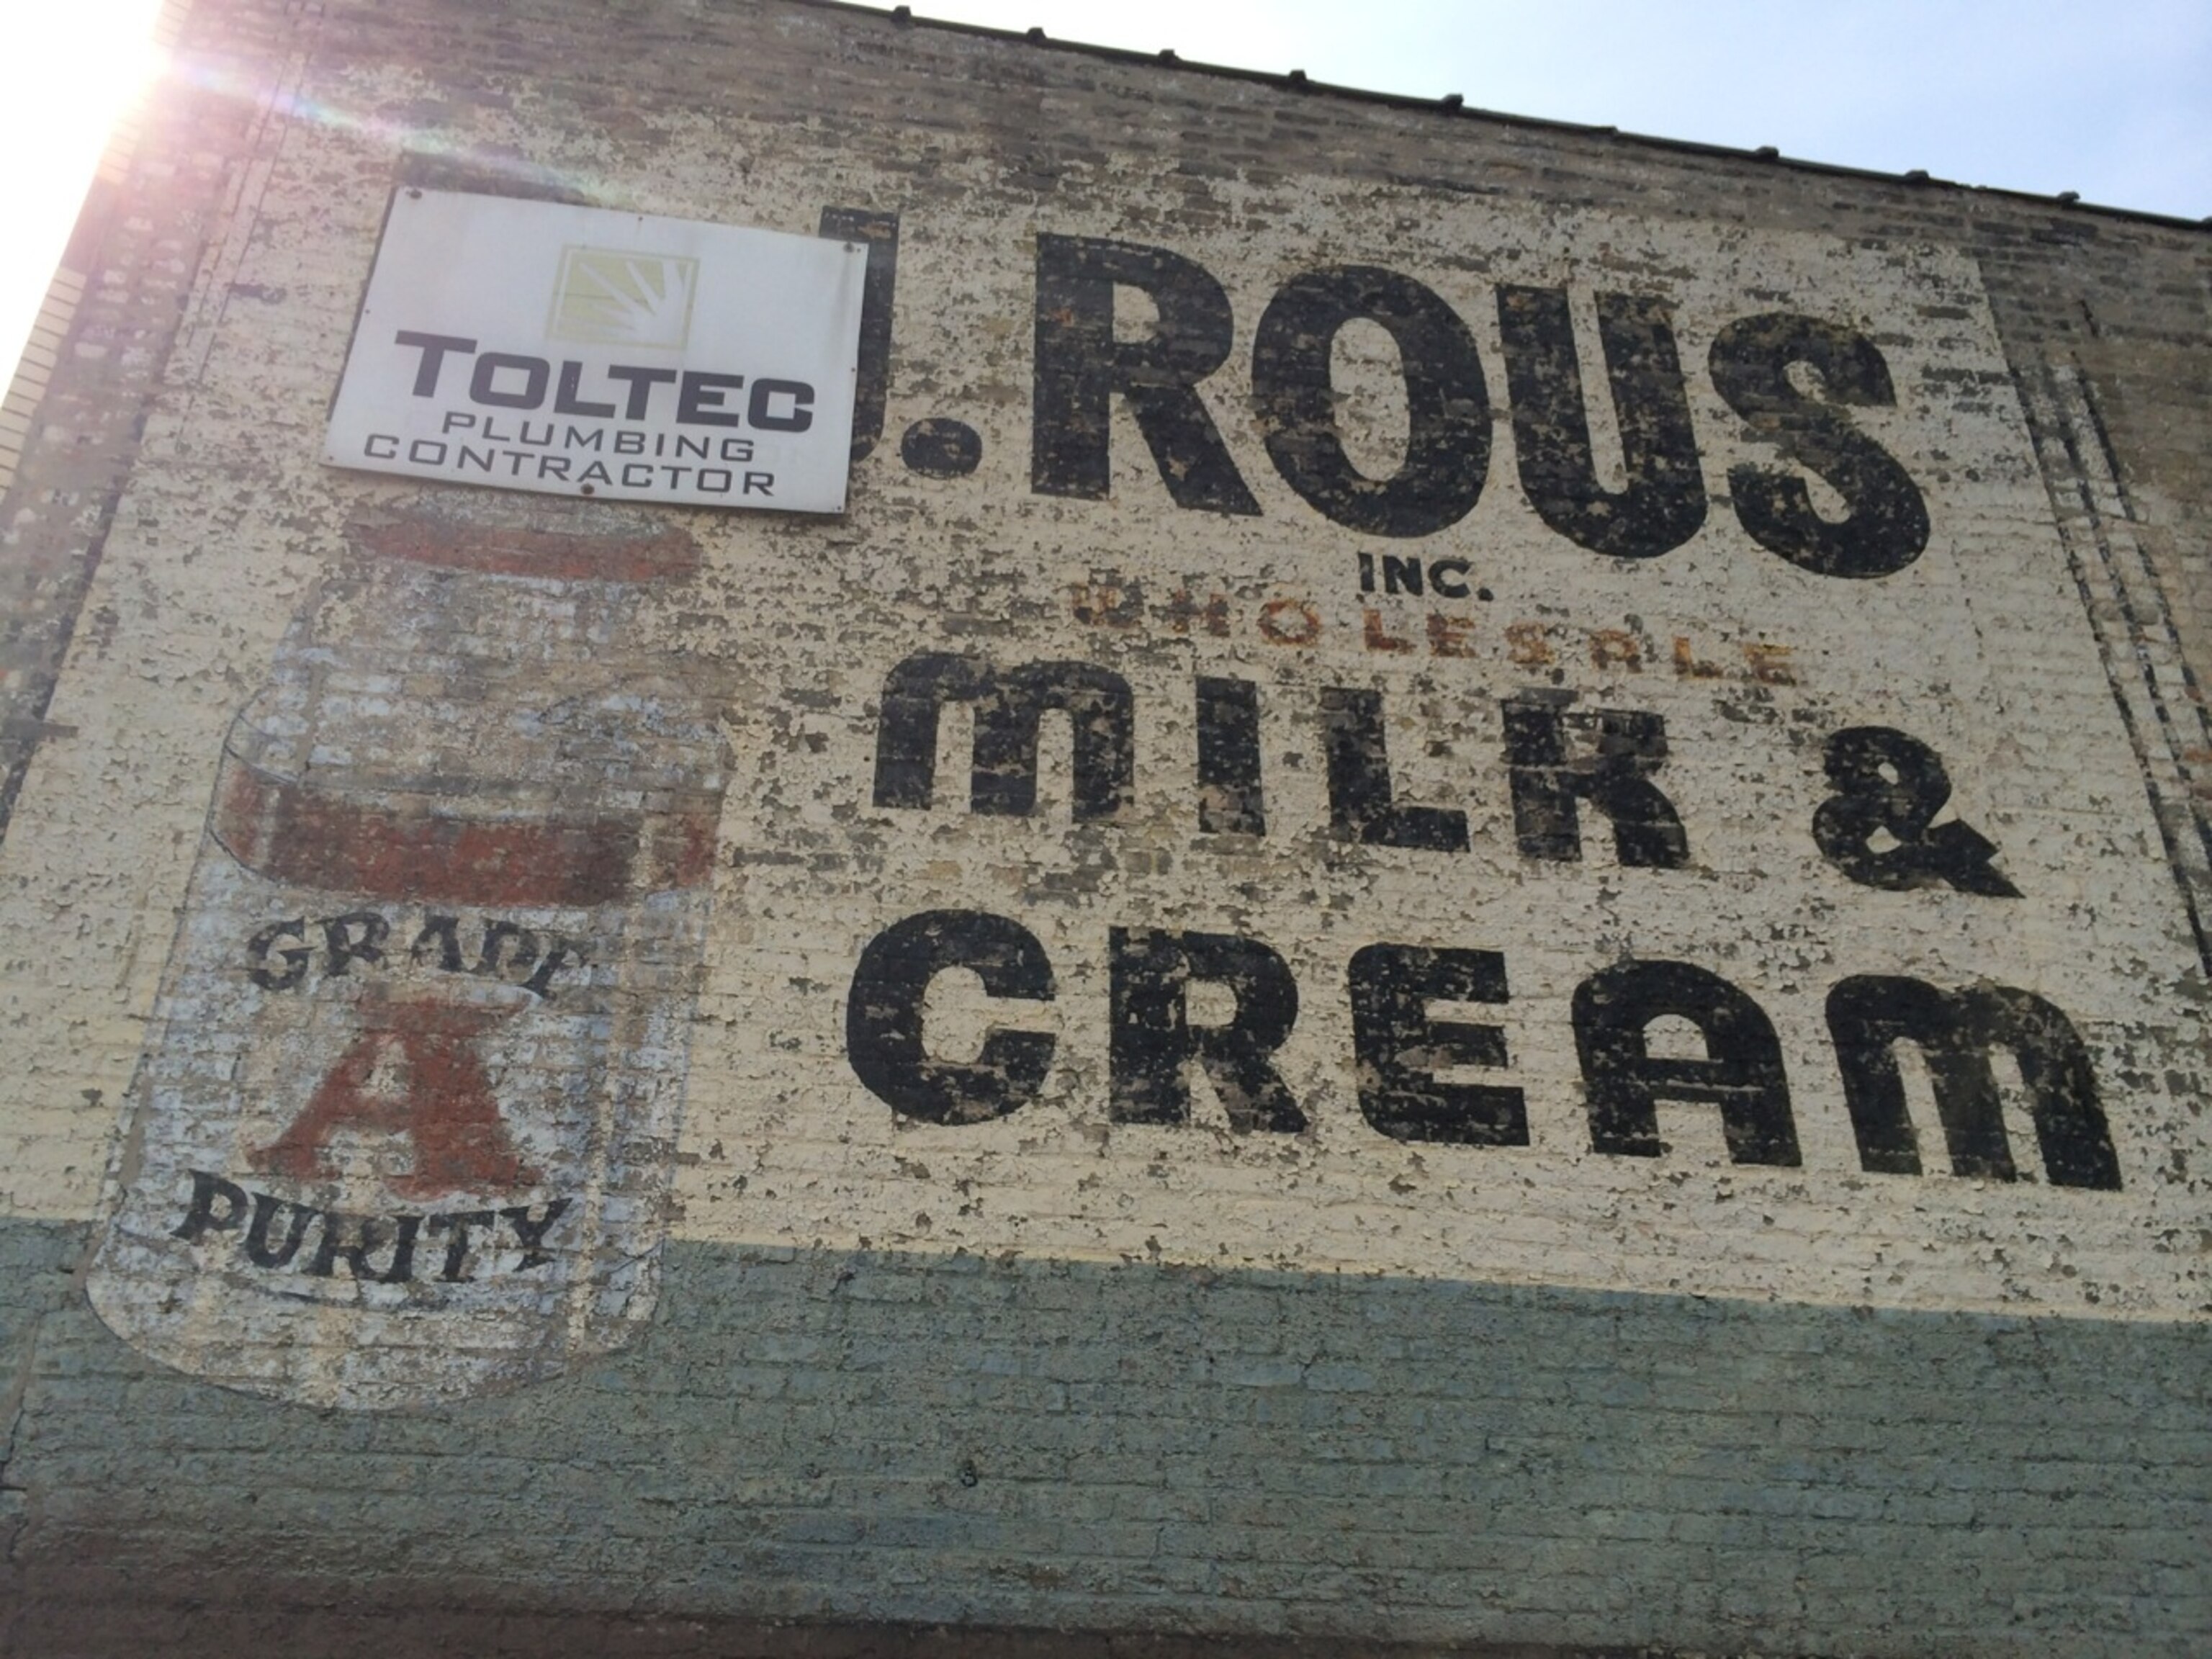 TOLTEC
PLUMBING
CONTRACTOR
J. ROUS
INC.
WHOLESALE
MILK &
CREAM
GRADE
A
PURITY